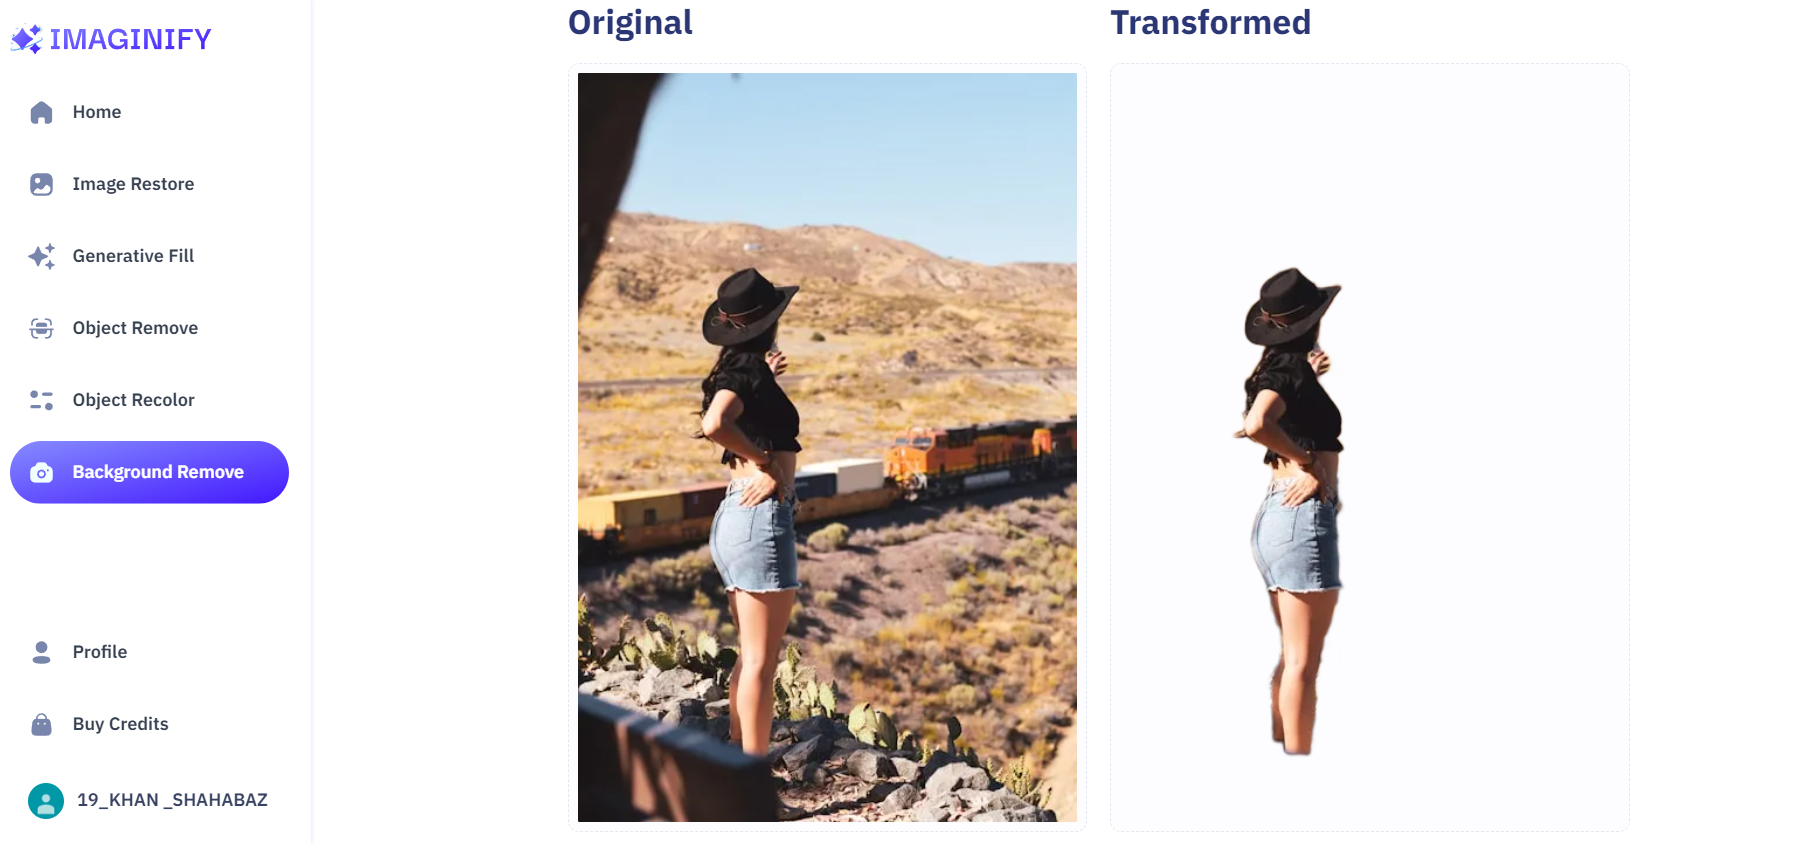 IMAGINIFY
Home
Image Restore
Generative Fill
Object Remove
Object Recolor
Background Remove
Profile
Buy Credits
19_KHAN _SHAHABAZ
Original
Transformed